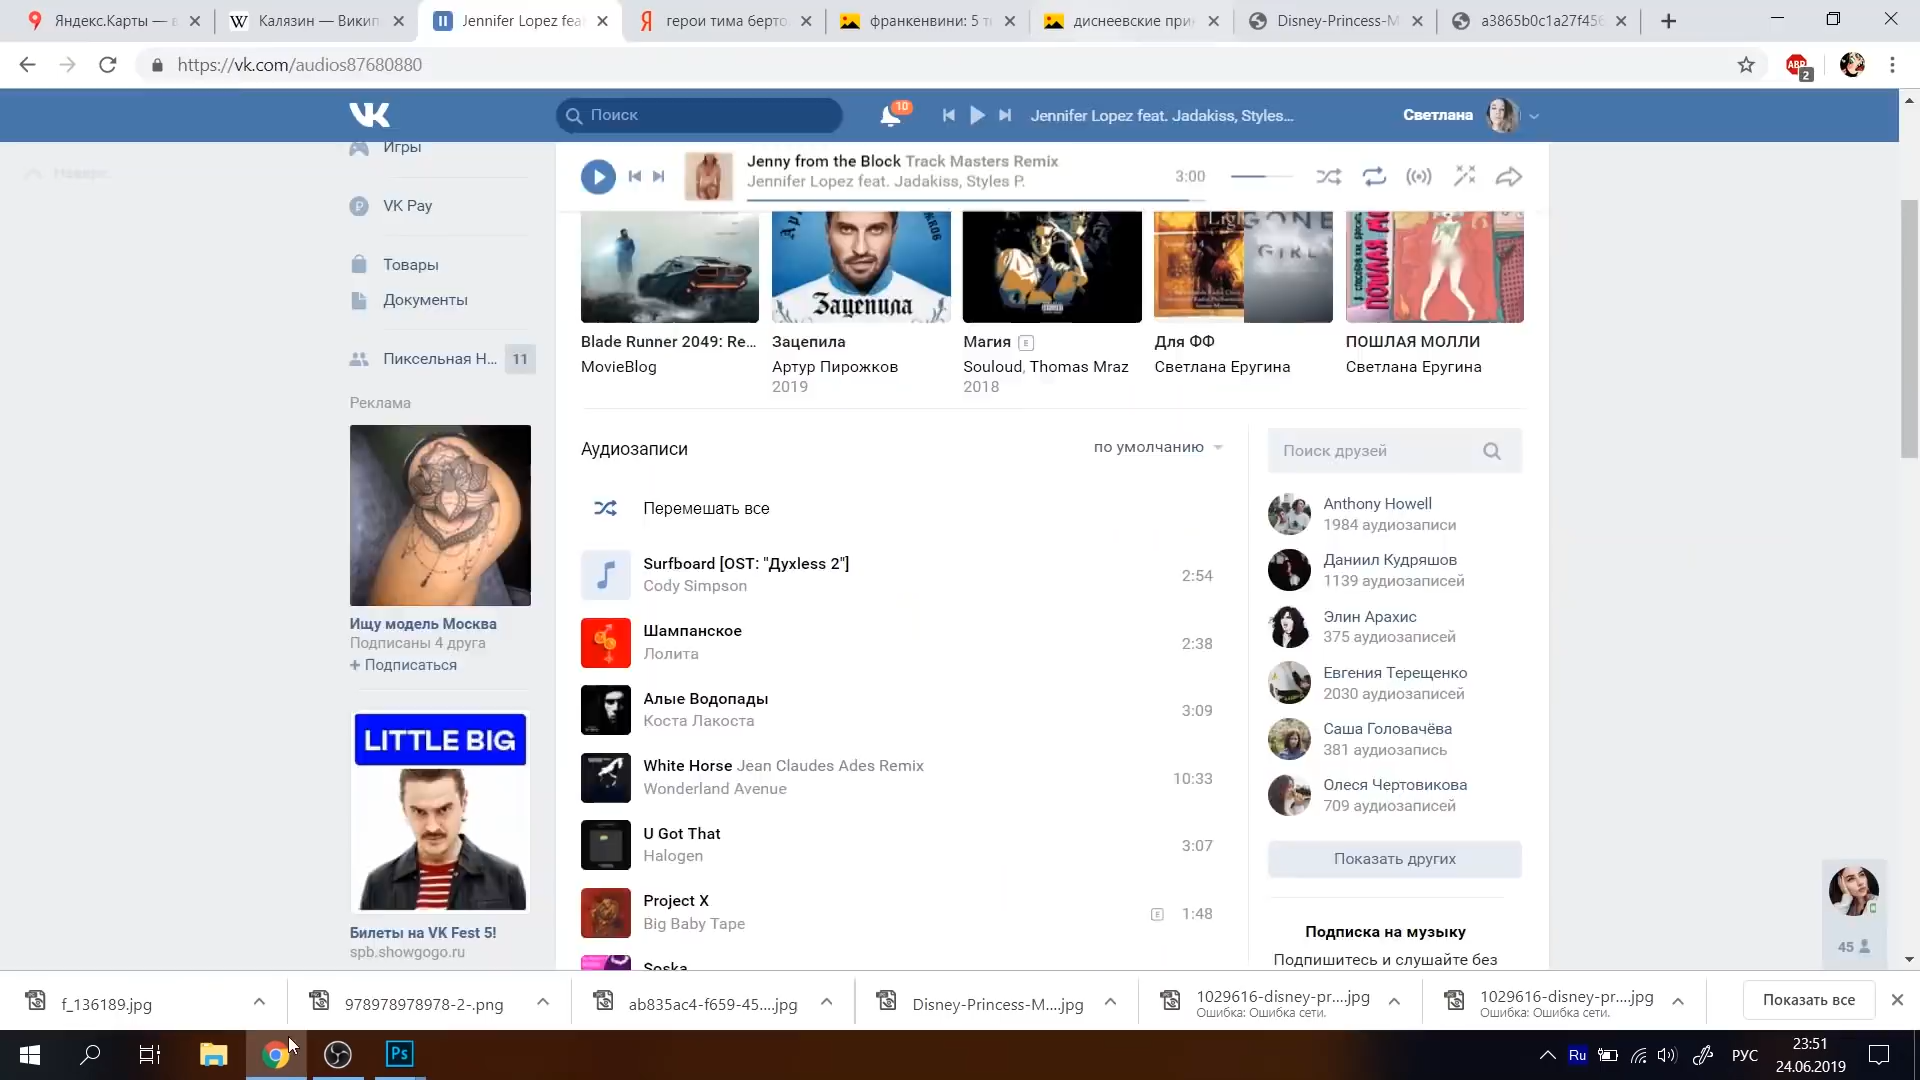 Яндекс.Карты — в
Калязин — Викип
Jennifer Lopez fea
герои тима берто
франкенвини: 5 т
диснеевские при
Disney-Princess-M
a3865b0c1a27f456
https://vk.com/audios87680880
ABP
2
Поиск
10
Jennifer Lopez feat. Jadakiss, Styles...
Светлана
Игры
VK Pay
Товары
Документы
Пиксельная Н... 11
Реклама
Ищу модель Москва
Подписаны 4 друга
+ Подписаться
LITTLE BIG
Билеты на VK Fest 5!
spb.showgogo.ru
Jenny from the Block Track Masters Remix
Jennifer Lopez feat. Jadakiss, Styles P.
3:00
Зацепила
GONE
GIRL
ПОШЛАЯ МО
Blade Runner 2049: Re...
MovieBlog
Зацепила
Артур Пирожков
2019
Магия E
Souloud, Thomas Mraz
2018
Для ФФ
Светлана Еругина
ПОШЛАЯ МОЛЛИ
Светлана Еругина
Аудиозаписи
по умолчанию
Перемешать все
Surfboard [OST: "Духless 2"]
Cody Simpson
2:54
Шампанское
Лолита
2:38
Алые Водопады
Коста Лакоста
3:09
White Horse Jean Claudes Ades Remix
Wonderland Avenue
10:33
U Got That
Halogen
3:07
Project X
Big Baby Tape
E 1:48
Soska
Поиск друзей
Anthony Howell
1984 аудиозаписи
Даниил Кудряшов
1139 аудиозаписей
Элин Арахис
375 аудиозаписей
Евгения Терещенко
2030 аудиозаписей
Саша Головачёва
381 аудиозапись
Олеся Чертовикова
709 аудиозаписей
Показать других
Подписка на музыку
Подпишитесь и слушайте без
45
f_136189.jpg
978978978978-2-.png
ab835ac4-f659-45....jpg
Disney-Princess-M....jpg
1029616-disney-pr....jpg
Ошибка: Ошибка сети.
1029616-disney-pr....jpg
Ошибка: Ошибка сети.
Показать все
Ps
Ru
РУС
23:51
24.06.2019